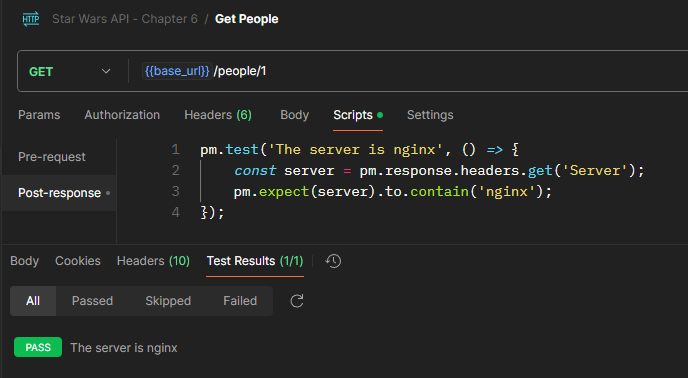 HTTP Star Wars API - Chapter 6 / Get People
GET {{base_url}}/people/1
Params Authorization Headers (6) Body Scripts Settings
Pre-request
Post-response
1 pm.test('The server is nginx', () => {
2 const server = pm.response.headers.get('Server');
3 pm.expect(server).to.contain('nginx');
4 });
Body Cookies Headers (10) Test Results (1/1)
All Passed Skipped Failed
PASS The server is nginx